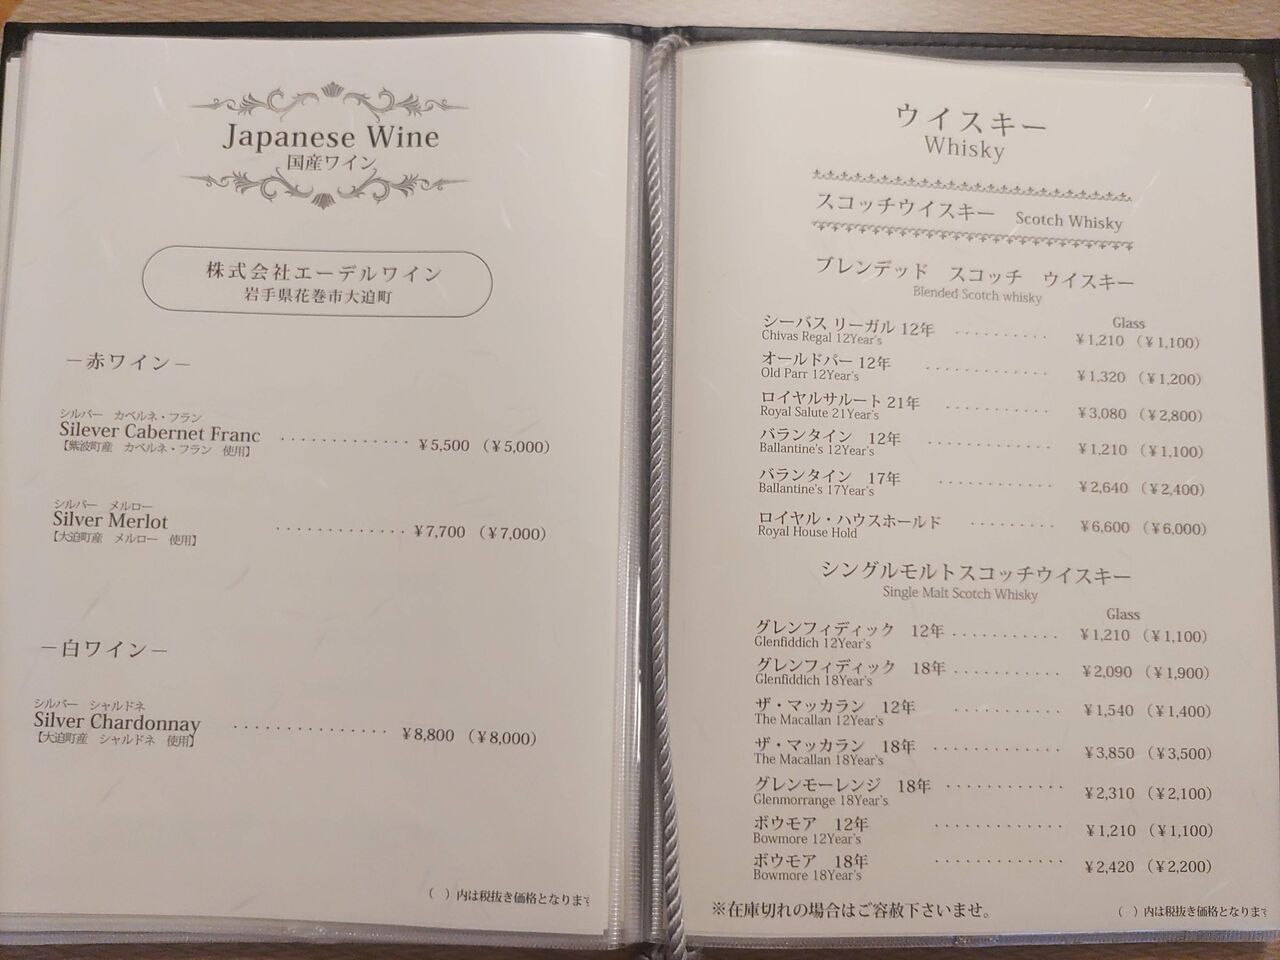 Japanese Wine
国産ワイン
株式会社エーデルワイン
岩手県花巻市大迫町
－赤ワイン－
シルバー カベルネ・フラン
Silever Cabernet Franc ············· ¥5,500 （¥5,000）
【紫波町産 カベルネ・フラン 使用】
シルバー メルロー
Silver Merlot ············· ¥7,700 （¥7,000）
【大迫町産 メルロー 使用】
－白ワイン－
シルバー シャルドネ
Silver Chardonnay ··············· ¥8,800 （¥8,000）
【大迫町産 シャルドネ 使用】
（ ）内は税抜き価格となります
ウイスキー
Whisky
スコッチウイスキー Scotch Whisky
ブレンデッド スコッチ ウイスキー
Blended Scotch whisky
Glass
シーバス リーガル 12年 ·········· ¥1,210 （¥1,100）
Chivas Regal 12Year's
オールドパー 12年 ············· ¥1,320 （¥1,200）
Old Parr 12Year's
ロイヤルサルート 21年 ··········· ¥3,080 （¥2,800）
Royal Salute 21Year's
バランタイン 12年 ············· ¥1,210 （¥1,100）
Ballantine's 12Year's
バランタイン 17年 ············ ¥2,640 （¥2,400）
Ballantine's 17Year's
ロイヤル・ハウスホールド ········· ¥6,600 （¥6,000）
Royal House Hold
シングルモルトスコッチウイスキー
Single Malt Scotch Whisky
Glass
グレンフィディック 12年 ··········· ¥1,210 （¥1,100）
Glenfiddich 12Year's
グレンフィディック 18年 ··········· ¥2,090 （¥1,900）
Glenfiddich 18Year's
ザ・マッカラン 12年 ··········· ¥1,540 （¥1,400）
The Macallan 12Year's
ザ・マッカラン 18年 ············· ¥3,850 （¥3,500）
The Macallan 18Year's
グレンモーレンジ 18年 ············ ¥2,310 （¥2,100）
Glenmorrange 18Year's
ボウモア 12年 ············· ¥1,210 （¥1,100）
Bowmore 12Year's
ボウモア 18年 ············· ¥2,420 （¥2,200）
Bowmore 18Year's
※在庫切れの場合はご容赦下さいませ。
（ ）内は税抜き価格となります